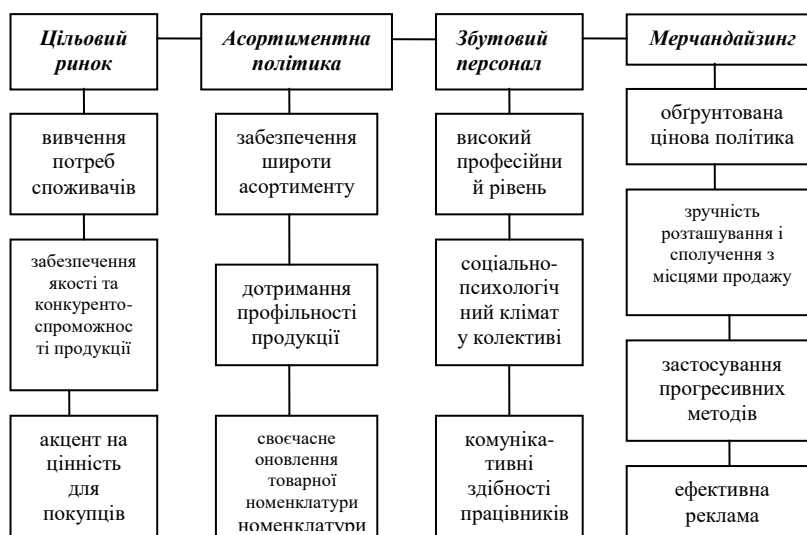 Цільовий
ринок
вивчення
потреб
споживачів
забезпечення
якості та
конкуренто-
спроможнос
ті продукції
акцент на
цінність
для
покупців
Асортиментна
політика
забезпечення
широти
асортименту
дотримання
профільності
продукції
своєчасне
оновлення
товарної
номенклатури
номенклатури
Збутовий
персонал
високий
професійни
й рівень
соціально-
психологіч
ний клімат
у колективі
комуніка-
тивні
здібності
працівників
Мерчандайзинг
обґрунтована
цінова політика
зручність
розташування і
сполучення з
місцями продажу
застосування
прогресивних
методів
ефективна
реклама